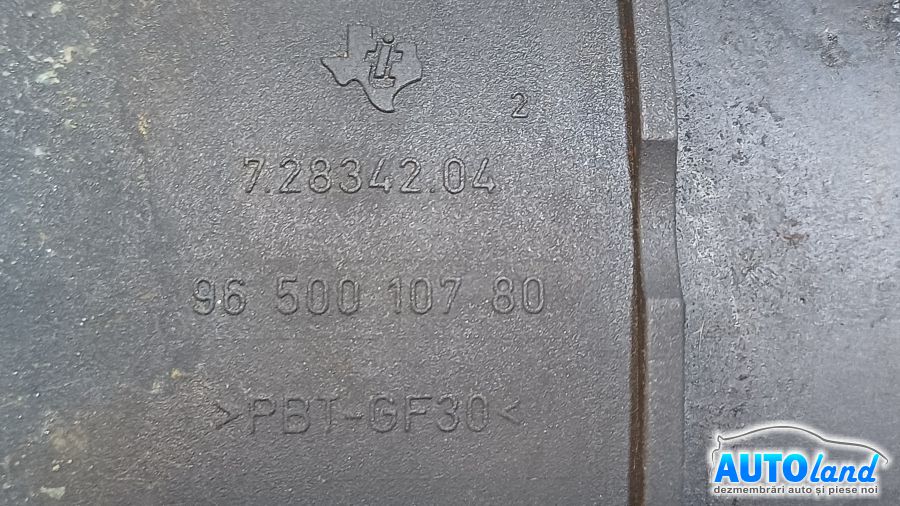 ti
2
7.28342.04
96 500 107 80
>PBT-GF30<
AUTOland
dezmembrări auto și piese noi